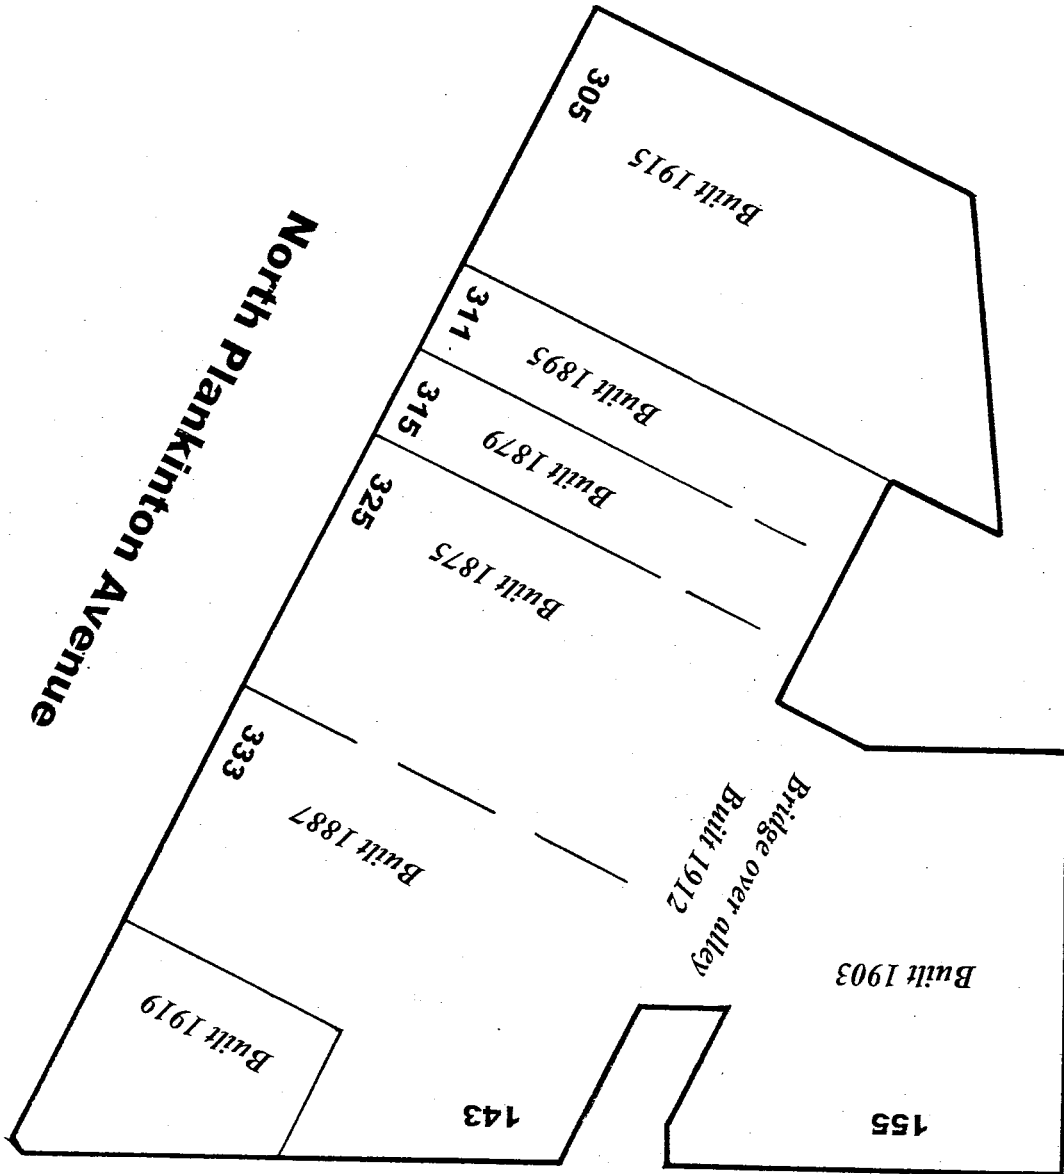 305
Built 1915
311
Built 1895
315
Built 1879
325
Built 1875
North Plankinton Avenue
333
Built 1887
Bridge over alley
Built 1912
Built 1903
Built 1919
143
155